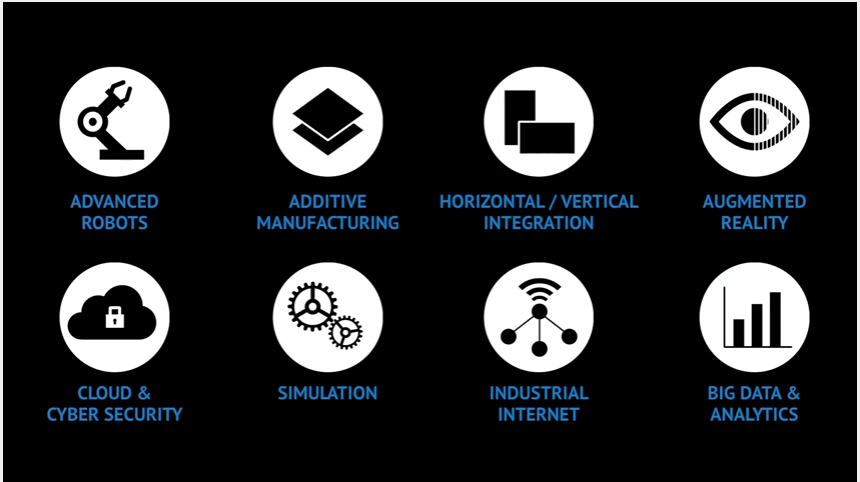 ADVANCED
ROBOTS
ADDITIVE
MANUFACTURING
HORIZONTAL / VERTICAL
INTEGRATION
AUGMENTED
REALITY
CLOUD &
CYBER SECURITY
SIMULATION
INDUSTRIAL
INTERNET
BIG DATA &
ANALYTICS